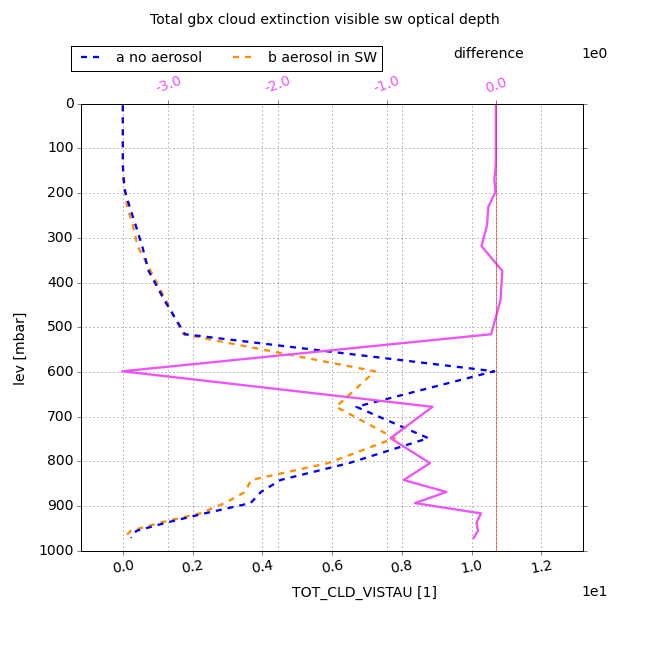 Total gbx cloud extinction visible sw optical depth
a no aerosol b aerosol in SW difference 1e0
-3.0 -2.0 -1.0 0.0
0
100
200
300
400
500
600
700
800
900
1000
lev [mbar]
0.0 0.2 0.4 0.6 0.8 1.0 1.2
TOT_CLD_VISTAU [1] 1e1